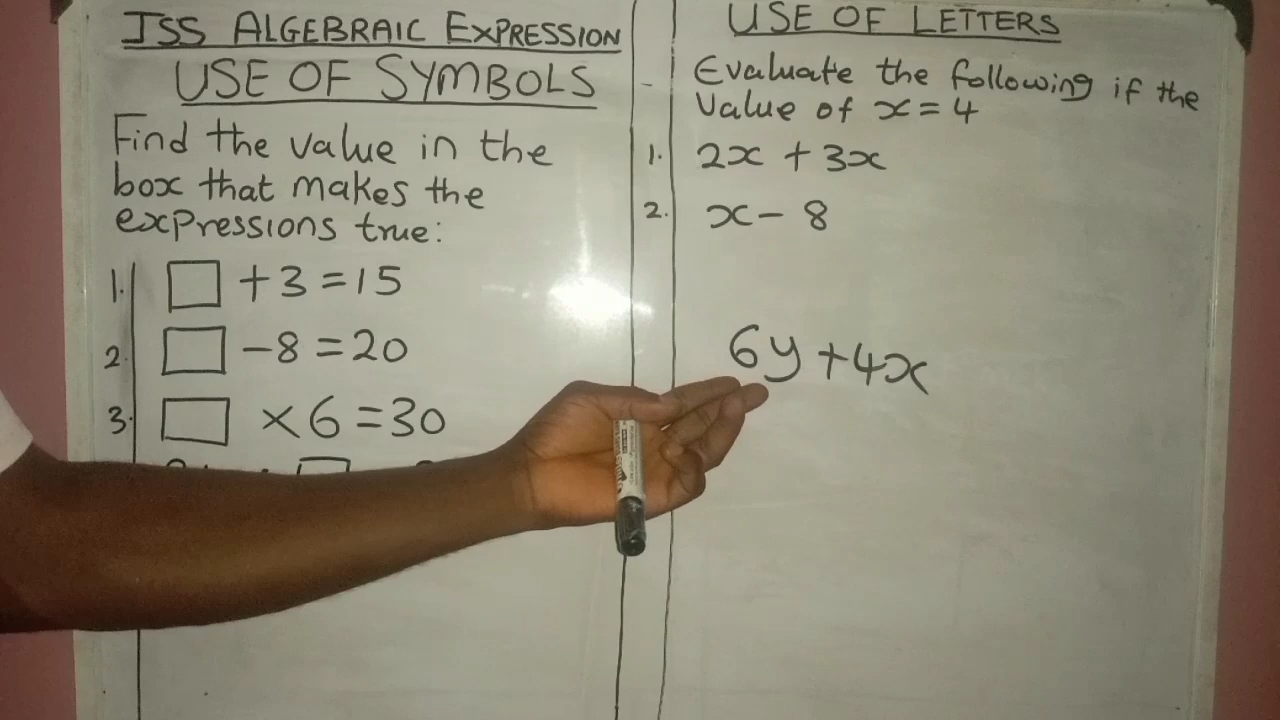 JSS ALGEBRAIC EXPRESSION
USE OF SYMBOLS
Find the value in the
box that makes the
expressions true:
1. □ + 3 = 15
2. □ - 8 = 20
3. □ × 6 = 30
USE OF LETTERS
- Evaluate the following if the
value of x = 4
1. 2x + 3x
2. x - 8
6y + 4x